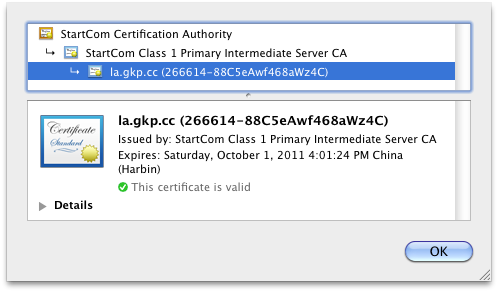 StartCom Certification Authority
StartCom Class 1 Primary Intermediate Server CA
la.gkp.cc (266614-88C5eAwf468aWz4C)
Certificate
Standard
la.gkp.cc (266614-88C5eAwf468aWz4C)
Issued by: StartCom Class 1 Primary Intermediate Server CA
Expires: Saturday, October 1, 2011 4:01:24 PM China
(Harbin)
This certificate is valid
Details
OK